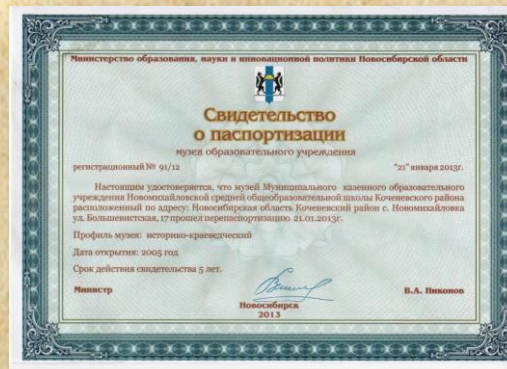 Министерство образования, науки и инновационной политики Новосибирской области
Свидетельство
о паспортизации
музея образовательного учреждения
регистрационный № 91/12 "21" января 2013г.
Настоящим удостоверяется, что музей Муниципального казенного образовательного
учреждения Новомихайловской средней общеобразовательной школы Коченевского района
расположенный по адресу: Новосибирская область Коченевский район с. Новомихайловка
ул. Большевистская, 17 прошел перепаспортизацию 21.01.2013г.
Профиль музея: историко-краеведческий
Дата открытия: 2005 год
Срок действия свидетельства 5 лет.
Министр В.А. Никонов
Новосибирск
2013